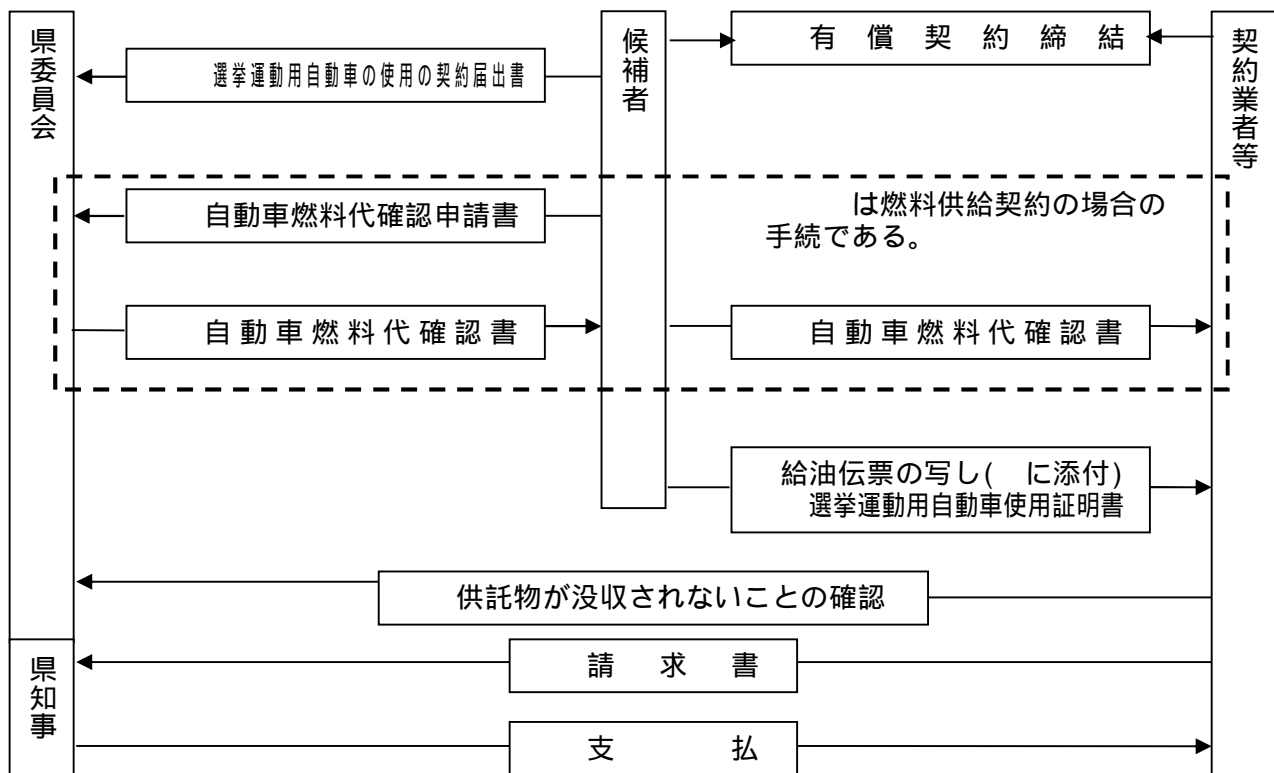 県委員会
候補者
有償契約締結
契約業者等
選挙運動用自動車の使用の契約届出書
自動車燃料代確認申請書
は燃料供給契約の場合の
手続である。
自動車燃料代確認書
自動車燃料代確認書
給油伝票の写し(　に添付)
選挙運動用自動車使用証明書
供託物が没収されないことの確認
県知事
請求書
支払